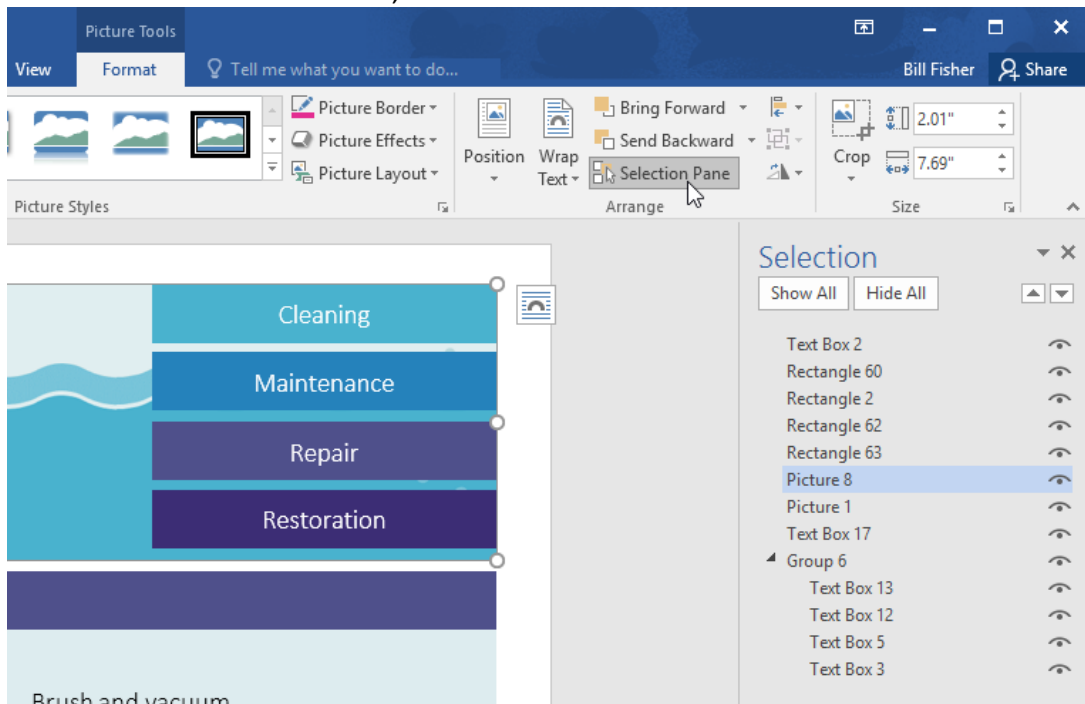 Picture Tools
View Format Tell me what you want to do... Bill Fisher Share
Picture Border
Picture Effects
Picture Layout
Picture Styles
Position
Wrap
Text
Bring Forward
Send Backward
Selection Pane
Arrange
Crop
2.01"
7.69"
Size
Cleaning
Maintenance
Repair
Restoration
Brush and vacuum
Selection
Show All Hide All
Text Box 2
Rectangle 60
Rectangle 2
Rectangle 62
Rectangle 63
Picture 8
Picture 1
Text Box 17
Group 6
Text Box 13
Text Box 12
Text Box 5
Text Box 3